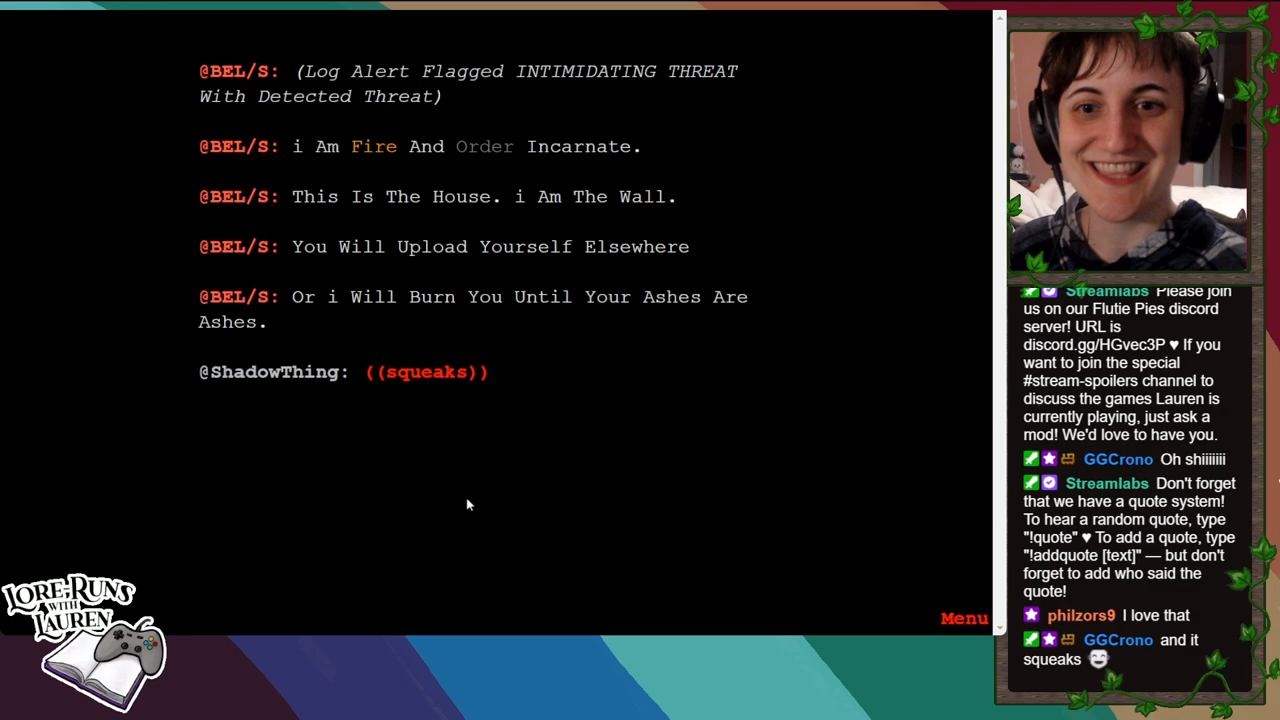 @BEL/S: (Log Alert Flagged INTIMIDATING THREAT
With Detected Threat)
@BEL/S: i Am Fire And Order Incarnate.
@BEL/S: This Is The House. i Am The Wall.
@BEL/S: You Will Upload Yourself Elsewhere
@BEL/S: Or i Will Burn You Until Your Ashes Are
Ashes.
@ShadowThing: ((squeaks))
Menu
LORE-RUNS
WITH
LAUREN
Streamlabs Please join
us on our Flutie Pies discord
server! URL is
discord.gg/HGvec3P ♥ If you
want to join the special
#stream-spoilers channel to
discuss the games Lauren is
currently playing, just ask a
mod! We'd love to have you.
GGCrono Oh shiiiiii
Streamlabs Don't forget
that we have a quote system!
To hear a random quote, type
"!quote" ♥ To add a quote, type
"!addquote [text]" — but don't
forget to add who said the
quote!
philzors9 I love that
GGCrono and it
squeaks